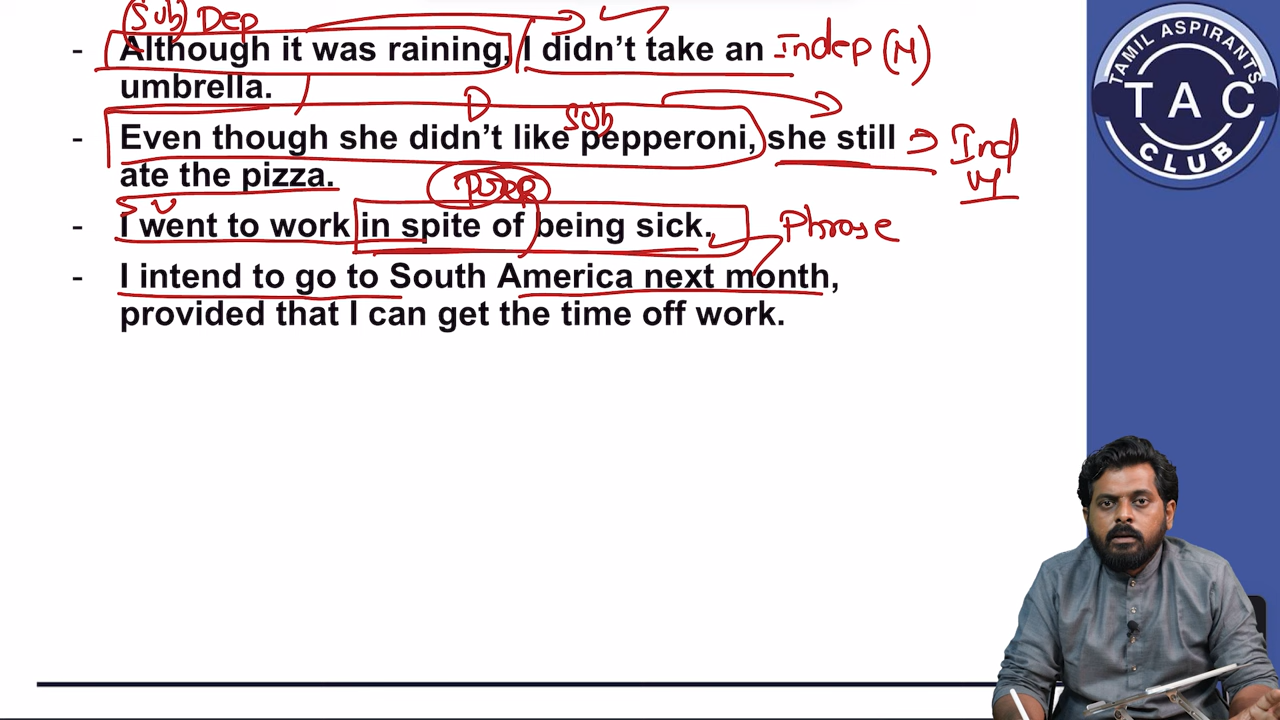 (Sub) Dep
- Although it was raining, I didn't take an Indep (M)
umbrella.
D Sub
- Even though she didn't like pepperoni, she still Ind
ate the pizza. M
Prep
S V
- I went to work in spite of being sick. Phrase
- I intend to go to South America next month,
provided that I can get the time off work.
TAMIL ASPIRANTS
TAC
CLUB